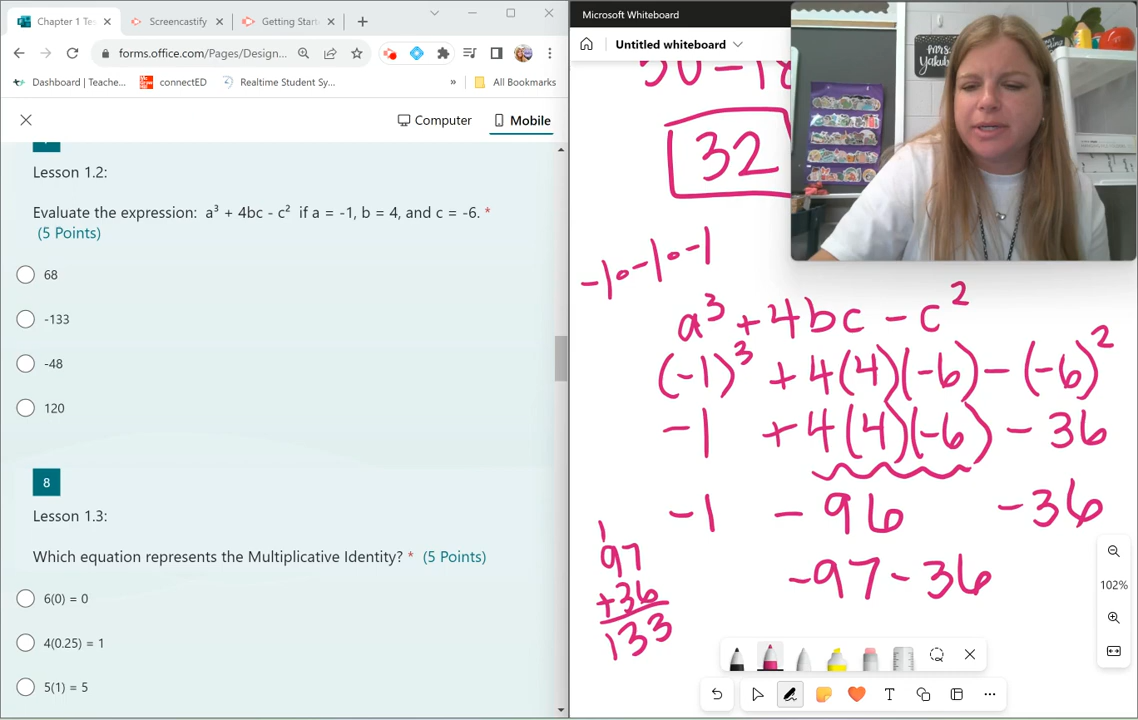 Chapter 1 Tes
Screencastify
Getting Start
forms.office.com/Pages/Design...
Dashboard | Teache...
connectED
Realtime Student Sy...
»
All Bookmarks
Computer
Mobile
Lesson 1.2:
Evaluate the expression: a³ + 4bc - c² if a = -1, b = 4, and c = -6. *
(5 Points)
68
-133
-48
120
8
Lesson 1.3:
Which equation represents the Multiplicative Identity? * (5 Points)
6(0) = 0
4(0.25) = 1
5(1) = 5
Microsoft Whiteboard
Untitled whiteboard
50 - 18
32
-1 • -1 • -1
a³ + 4bc - c²
(-1)³ + 4(4)(-6) - (-6)²
-1 + 4(4)(-6) - 36
-1 - 96 - 36
-97 - 36
1
97
+36
133
102%
T